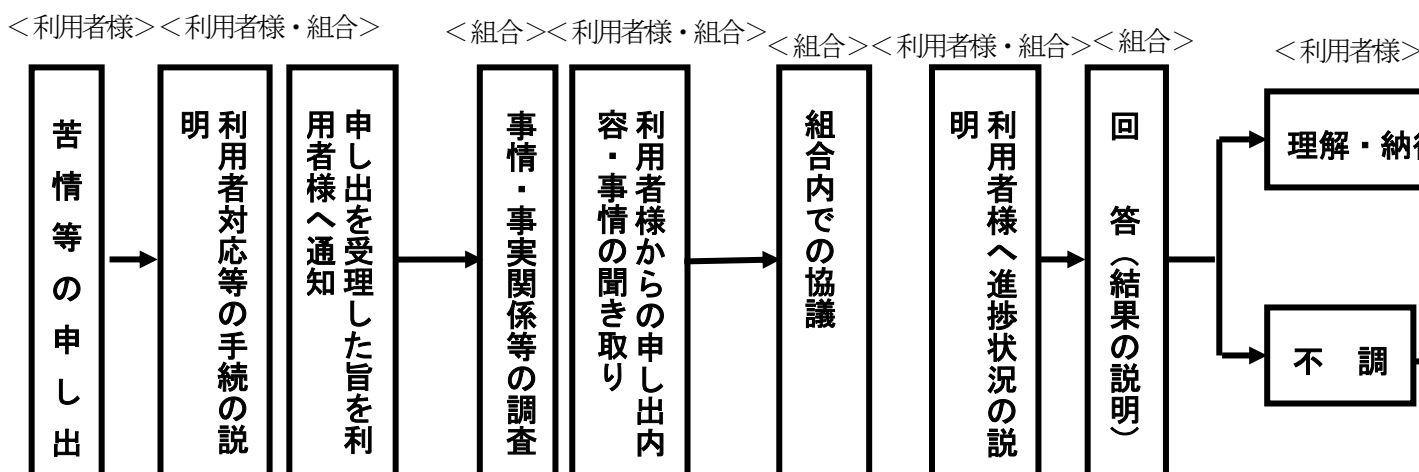 ＜利用者様＞
＜利用者様・組合＞
＜組合＞
＜利用者様・組合＞
＜組合＞
＜利用者様・組合＞
＜組合＞
＜利用者様＞
苦情等の申し出
利用者対応等の手続の説
明
申し出を受理した旨を利
用者様へ通知
事情・事実関係等の調査
利用者様からの申し出内
容・事情の聞き取り
組合内での協議
利用者様へ進捗状況の説
明
回　答（結果の説明）
理解・納得
不　調